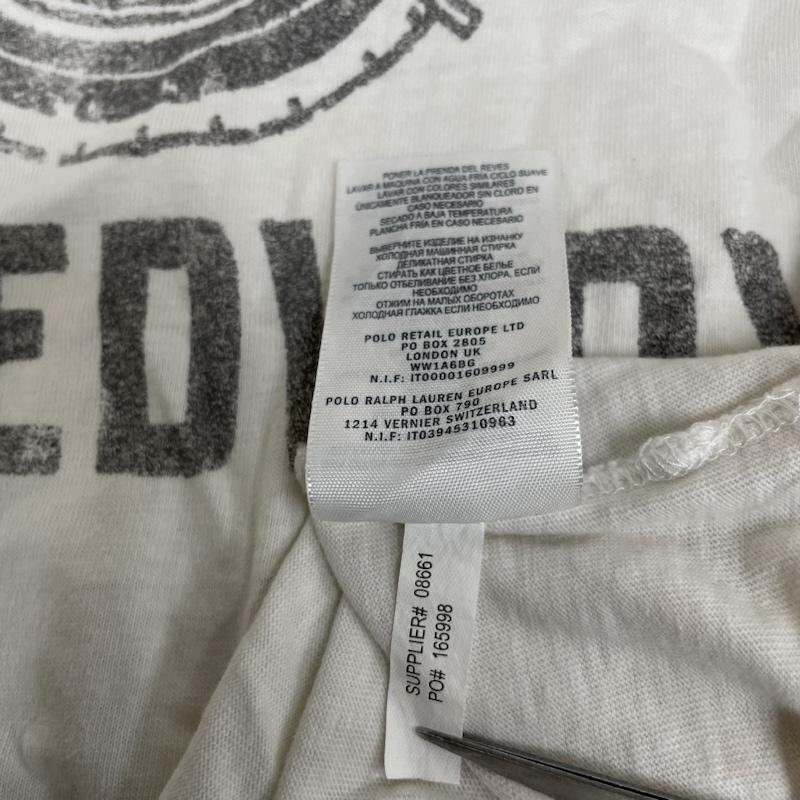 PONER LA PRENDA DEL REVES
LAVAR A MAQUINA CON AGUA FRIA CICLO SUAVE
LAVAR CON COLORES SIMILARES
ÚNICAMENTE BLANQUEADOR SIN CLORO EN
CASO NECESARIO
SECADO A BAJA TEMPERATURA
PLANCHA FRÍA EN CASO NECESARIO
ВЫВЕРНИТЕ ИЗДЕЛИЕ НА ИЗНАНКУ
ХОЛОДНАЯ МАШИННАЯ СТИРКА
ДЕЛИКАТНАЯ СТИРКА
СТИРАТЬ КАК ЦВЕТНОЕ БЕЛЬЕ
ТОЛЬКО ОТБЕЛИВАНИЕ БЕЗ ХЛОРА, ЕСЛИ
НЕОБХОДИМО
ОТЖИМ НА МАЛЫХ ОБОРОТАХ
ХОЛОДНАЯ ГЛАЖКА ЕСЛИ НЕОБХОДИМО
POLO RETAIL EUROPE LTD
PO BOX 2805
LONDON UK
WW1A6BG
N.I.F: IT00001609999
POLO RALPH LAUREN EUROPE SARL
PO BOX 790
1214 VERNIER SWITZERLAND
N.I.F: IT03945310963
SUPPLIER# 08661
PO# 165998